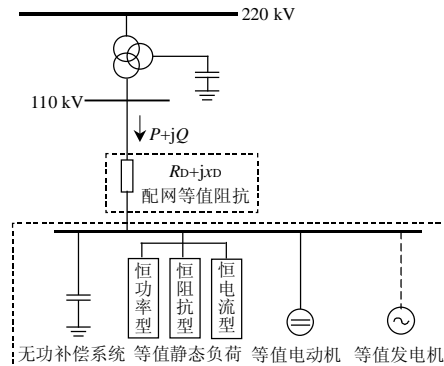 220 kV
110 kV
P+jQ
RD+jxD
配网等值阻抗
恒功率型
恒阻抗型
恒电流型
无功补偿系统 等值静态负荷 等值电动机 等值发电机